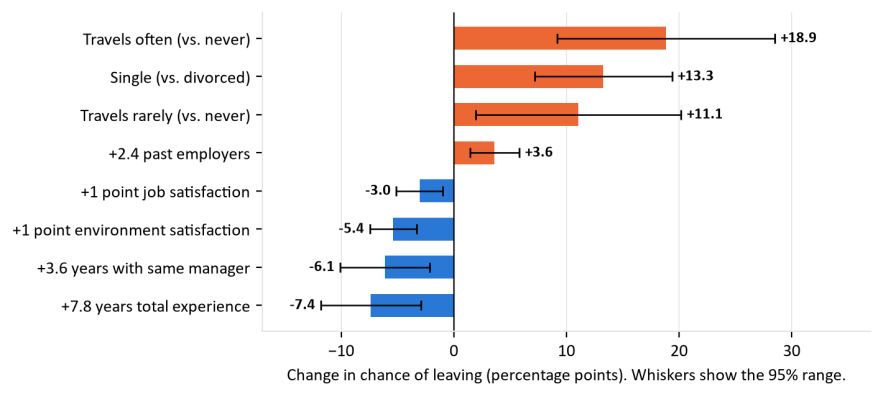 Travels often (vs. never) +18.9
Single (vs. divorced) +13.3
Travels rarely (vs. never) +11.1
+2.4 past employers +3.6
+1 point job satisfaction -3.0
+1 point environment satisfaction -5.4
+3.6 years with same manager -6.1
+7.8 years total experience -7.4
−10 0 10 20 30
Change in chance of leaving (percentage points). Whiskers show the 95% range.